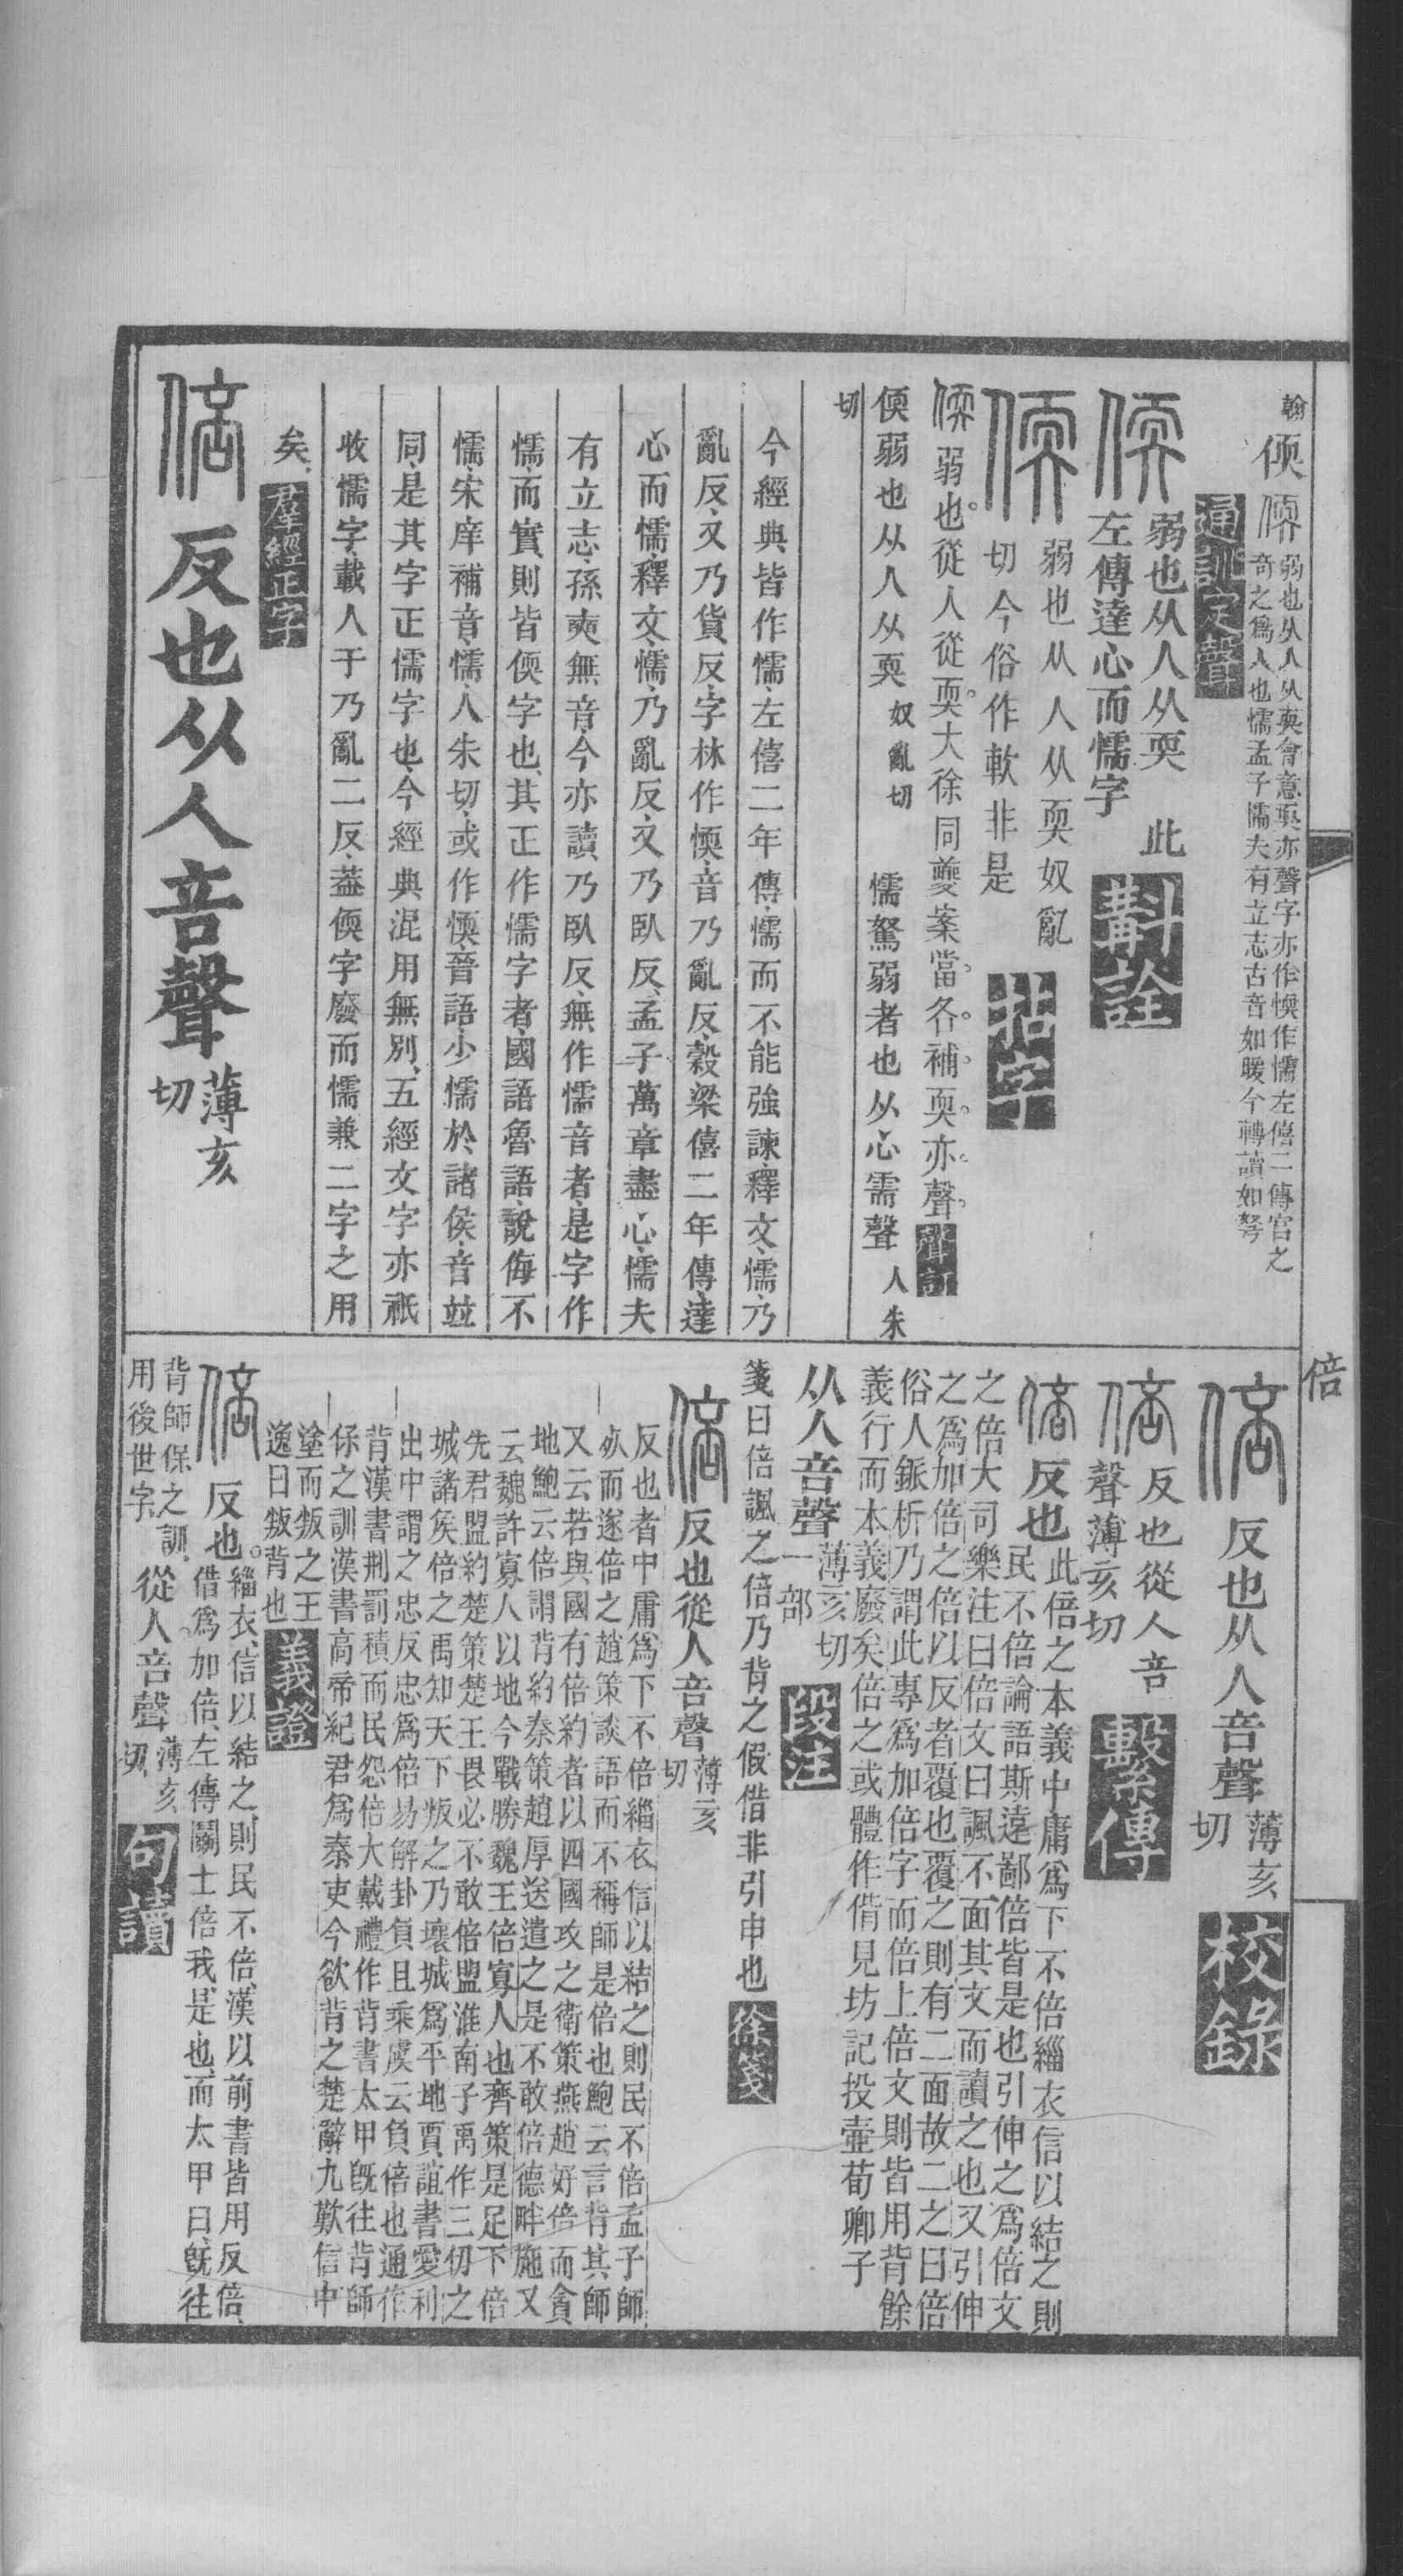 翰
偄
弱也从人从耎會意耎亦聲字亦作愞作懦左僖二傳宮之
奇之爲人也懦孟子懦夫有立志古音如暖今轉讀如弩
通訓定聲
弱也从人从耎 此
左傳達心而懦字
斠詮
弱也从人从耎奴亂
切今俗作軟非是
弱也從人從耎大徐同夔案當各補耎亦聲
聲訂
偄弱也从人从耎奴亂切 懦駑弱者也从心需聲人朱
切
今經典皆作懦左僖二年傳懦而不能強諫釋文懦乃
亂反又乃貨反字林作愞音乃亂反穀梁僖二年傳達
心而懦釋文懦乃亂反又乃臥反孟子萬章盡心懦夫
有立志孫奭無音今亦讀乃臥反無作懦音者是字作
懦而實則皆偄字也其正作懦字者國語魯語說侮不
懦宋庠補音懦人朱切或作愞晉語少懦於諸侯音竝
同是其字正懦字也今經典混用無別五經文字亦祇
收懦字載人于乃亂二反葢偄字廢而懦兼二字之用
矣
羣經正字
反也从人咅聲薄亥
切
倍
反也从人咅聲薄亥
切
校錄
反也從人咅
聲薄亥切
繫傳
反也此倍之本義中庸爲下不倍緇衣信以結之則
民不倍論語斯遠鄙倍皆是也引伸之爲倍文
之倍大司樂注曰倍文曰諷不面其文而讀之也又引伸
之爲加倍之倍以反者覆也覆之則有二面故二之曰倍
俗人鈲析乃謂此專爲加倍字而倍上倍文則皆用背餘
義行而本義廢矣倍之或體作偝見坊記投壷荀卿子
从人咅聲薄亥切
一部
段注
箋曰倍諷之倍乃背之假借非引申也
徐箋
反也從人咅聲薄亥
切
反也者中庸爲下不倍緇衣信以結之則民不倍孟子師
𣦸而遂倍之趙策談語而不稱師是倍也鮑云言背其師
又云若與國有倍約者以四國攻之衛策燕趙好倍而貪
地鮑云倍謂背約秦策趙厚送遣之是不敢倍德畔施又
云魏許寡人以地今戰勝魏王倍寡人也齊策是足下倍
先君盟約楚策楚王畏必不敢倍盟淮南子禹作三仞之
城諸矦倍之禹知天下叛之乃壞城爲平地賈誼書愛利
出中謂之忠反忠爲倍易解卦負且乘虞云負倍也通作
背漢書刑罰積而民怨倍大戴禮作背書太甲旣往背師
保之訓漢書高帝紀君爲秦吏今欲背之楚辭九歎信中
塗而叛之王
逸曰叛背也
義證
反也緇衣信以結之則民不倍漢以前書皆用反倍
借爲加倍左傳鬬士倍我是也而太甲曰旣往
背師保之訓
用後世字
從人咅聲薄亥
切
句讀